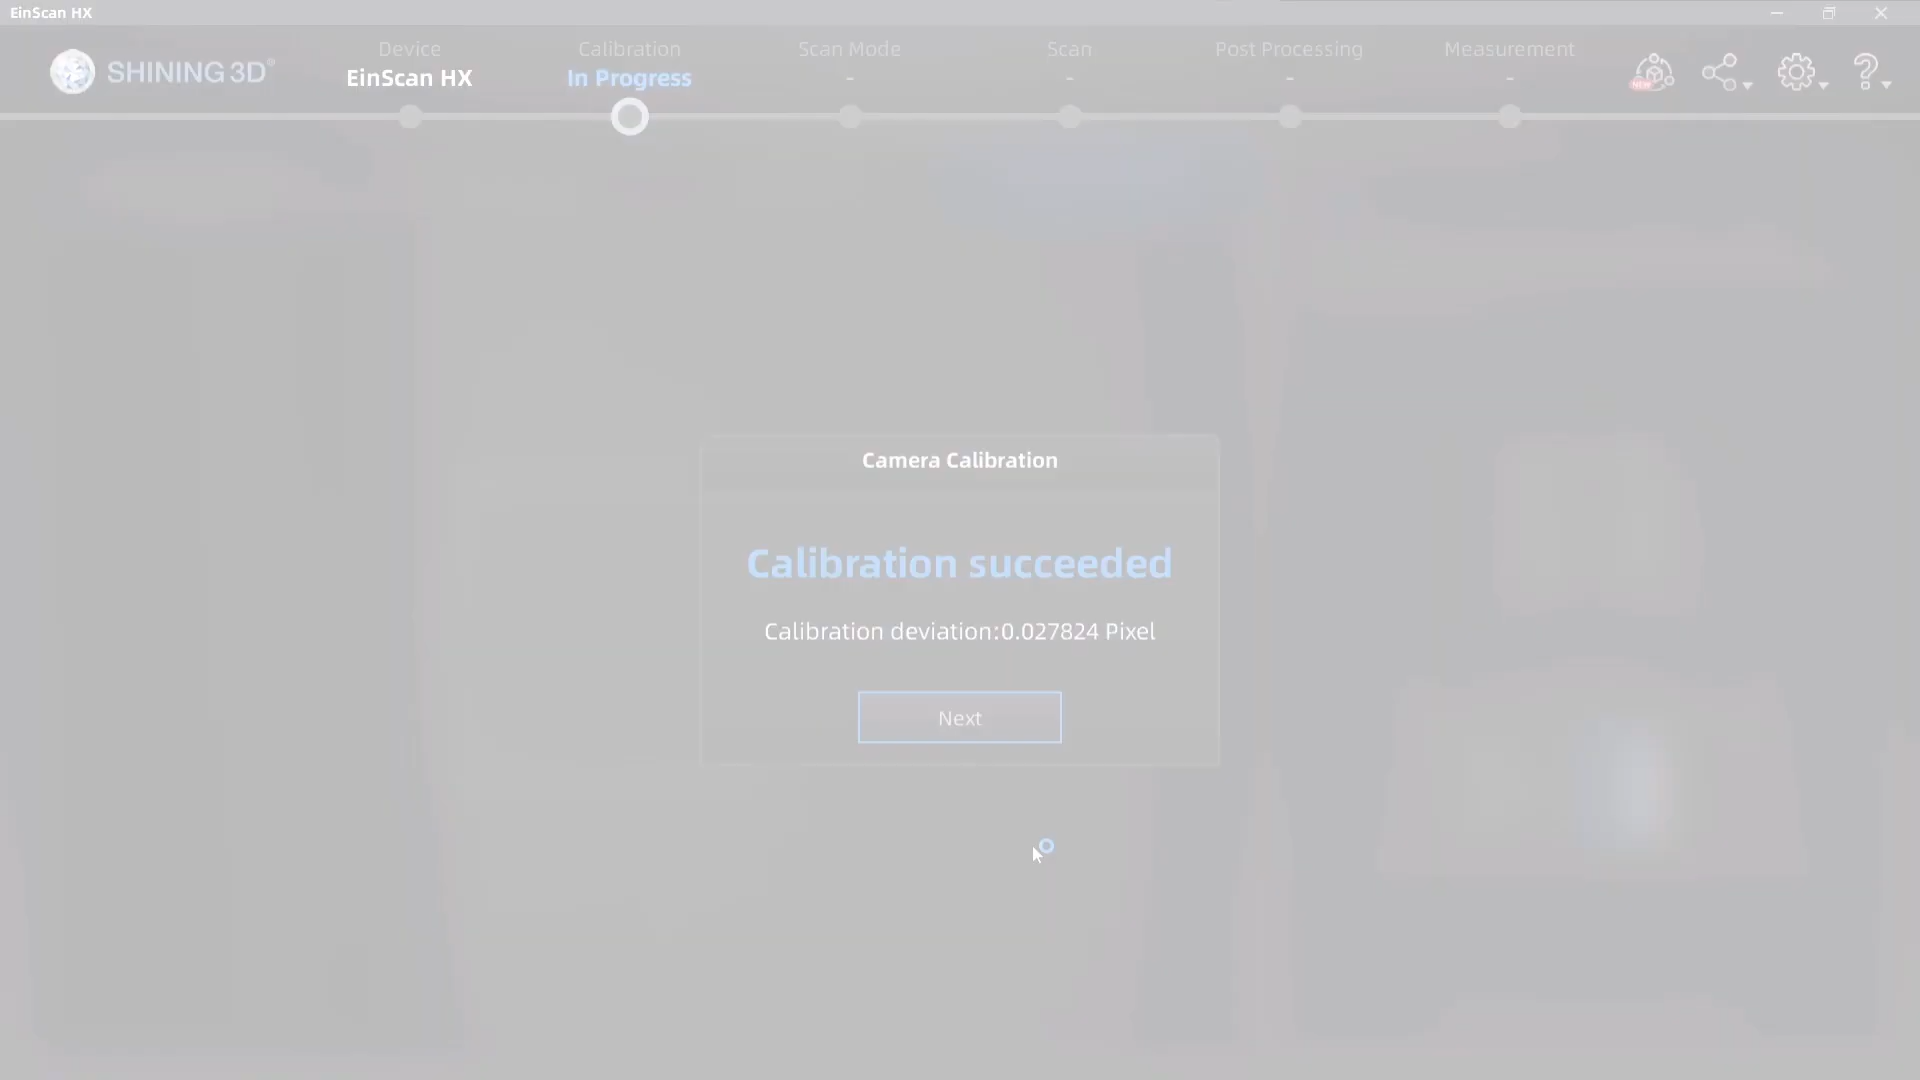 EinScan HX
SHINING 3D®
Device
EinScan HX
Calibration
In Progress
Scan Mode
-
Scan
-
Post Processing
-
Measurement
-
NEW
?
Camera Calibration
Calibration succeeded
Calibration deviation:0.027824 Pixel
Next